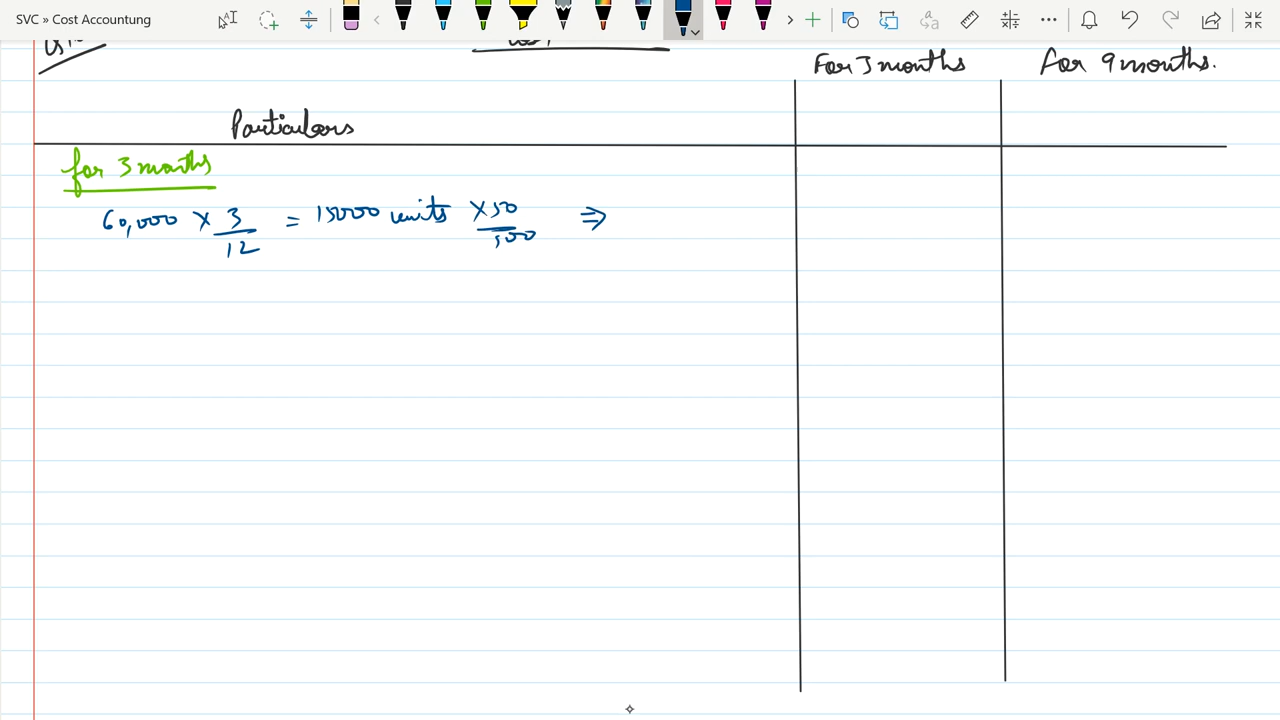 SVC » Cost Accountung
For 3 months
for 9 months.
Particulars
for 3 months
60,000 × 3/12 = 15000 units × 50/100 ⇒